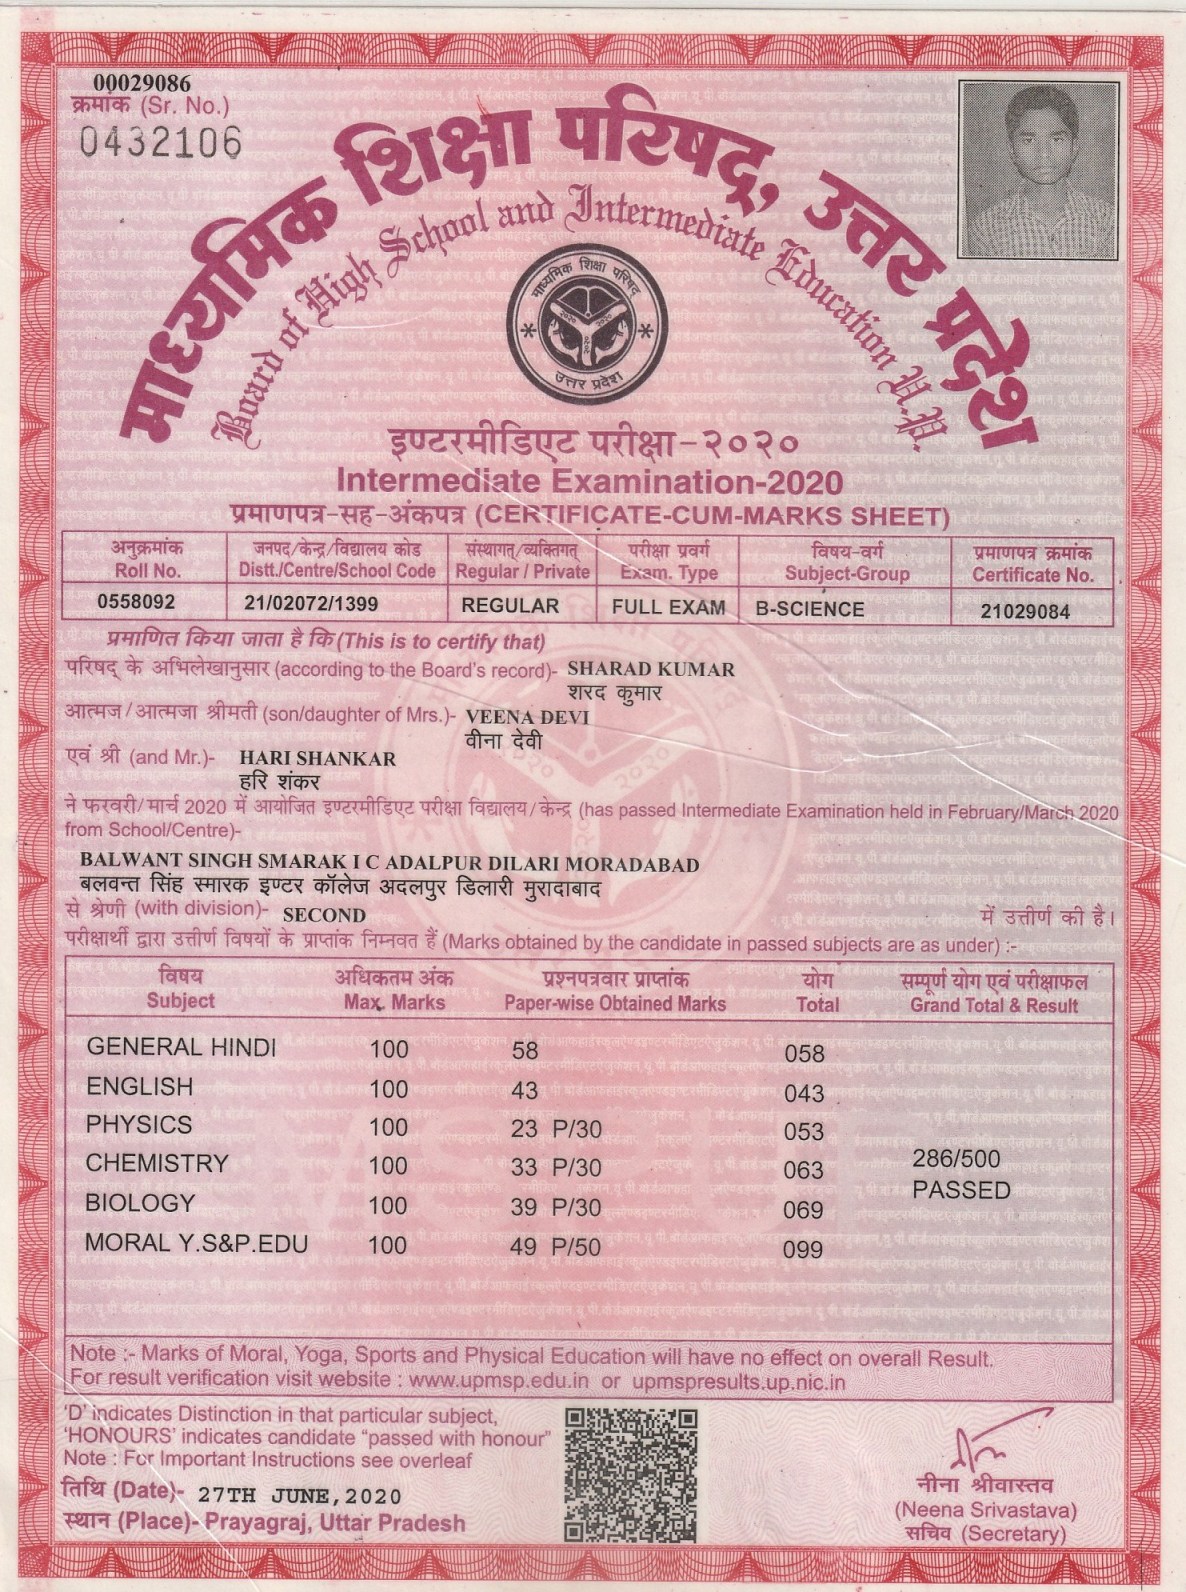 00029086
क्रमांक (Sr. No.)
0432106
माध्यमिक शिक्षा परिषद्, उत्तर प्रदेश
Board of High School and Intermediate Education U.P.
माध्यमिक शिक्षा परिषद्
२०२० २०२०
२०२०
उत्तर प्रदेश
इण्टरमीडिएट परीक्षा-२०२०
Intermediate Examination-2020
प्रमाणपत्र-सह-अंकपत्र (CERTIFICATE-CUM-MARKS SHEET)
अनुक्रमांक जनपद/केन्द्र/विद्यालय कोड संस्थागत्/व्यक्तिगत् परीक्षा प्रवर्ग विषय-वर्ग प्रमाणपत्र क्रमांक
Roll No. Distt./Centre/School Code Regular / Private Exam. Type Subject-Group Certificate No.
0558092 21/02072/1399 REGULAR FULL EXAM B-SCIENCE 21029084
प्रमाणित किया जाता है कि (This is to certify that)
परिषद् के अभिलेखानुसार (according to the Board's record)- SHARAD KUMAR
शरद कुमार
आत्मज/आत्मजा श्रीमती (son/daughter of Mrs.)- VEENA DEVI
वीना देवी
एवं श्री (and Mr.)- HARI SHANKAR
हरि शंकर
ने फरवरी/मार्च 2020 में आयोजित इण्टरमीडिएट परीक्षा विद्यालय/केन्द्र (has passed Intermediate Examination held in February/March 2020
from School/Centre)-
BALWANT SINGH SMARAK I C ADALPUR DILARI MORADABAD
बलवन्त सिंह स्मारक इण्टर कॉलेज अदलपुर डिलारी मुरादाबाद
से श्रेणी (with division)- SECOND में उत्तीर्ण की है।
परीक्षार्थी द्वारा उत्तीर्ण विषयों के प्राप्तांक निम्नवत हैं (Marks obtained by the candidate in passed subjects are as under) :-
विषय अधिकतम अंक प्रश्नपत्रवार प्राप्तांक योग सम्पूर्ण योग एवं परीक्षाफल
Subject Max. Marks Paper-wise Obtained Marks Total Grand Total & Result
GENERAL HINDI 100 58 058
ENGLISH 100 43 043
PHYSICS 100 23 P/30 053
CHEMISTRY 100 33 P/30 063 286/500
PASSED
BIOLOGY 100 39 P/30 069
MORAL Y.S&P.EDU 100 49 P/50 099
Note :- Marks of Moral, Yoga, Sports and Physical Education will have no effect on overall Result.
For result verification visit website : www.upmsp.edu.in or upmspresults.up.nic.in
'D' indicates Distinction in that particular subject,
'HONOURS' indicates candidate "passed with honour"
Note : For Important Instructions see overleaf
तिथि (Date)- 27TH JUNE,2020
स्थान (Place)- Prayagraj, Uttar Pradesh
नीना श्रीवास्तव
(Neena Srivastava)
सचिव (Secretary)